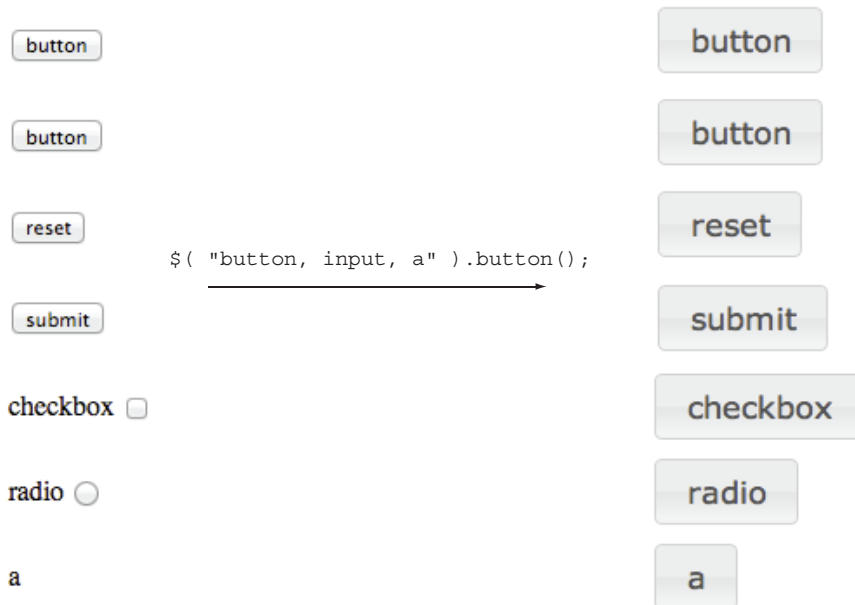 button
button
button
button
reset
reset
$( "button, input, a" ).button();
submit
submit
checkbox
checkbox
radio
radio
a
a